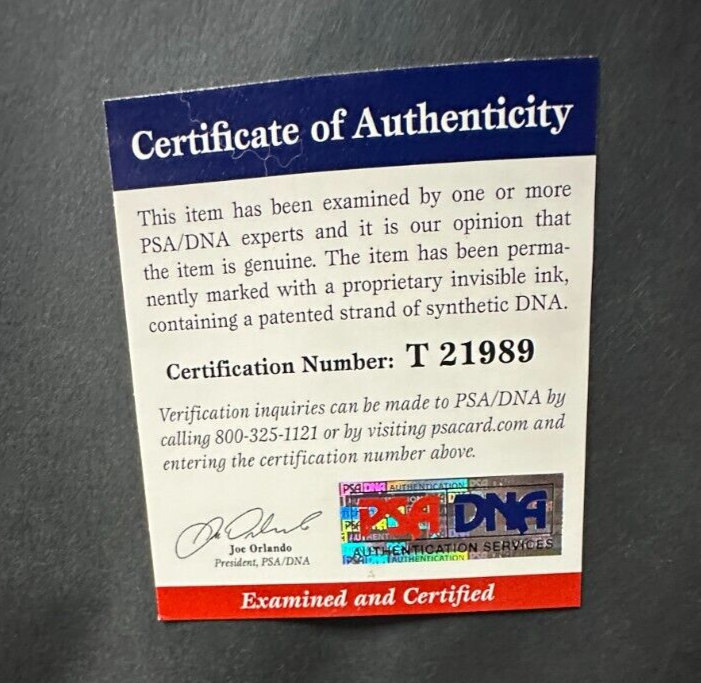 Certificate of Authenticity
This item has been examined by one or more
PSA/DNA experts and it is our opinion that
the item is genuine. The item has been perma-
nently marked with a proprietary invisible ink,
containing a patented strand of synthetic DNA.
Certification Number: T 21989
Verification inquiries can be made to PSA/DNA by
calling 800-325-1121 or by visiting psacard.com and
entering the certification number above.
PSA DNA
AUTHENTICATION SERVICES
Joe Orlando
President, PSA/DNA
Examined and Certified